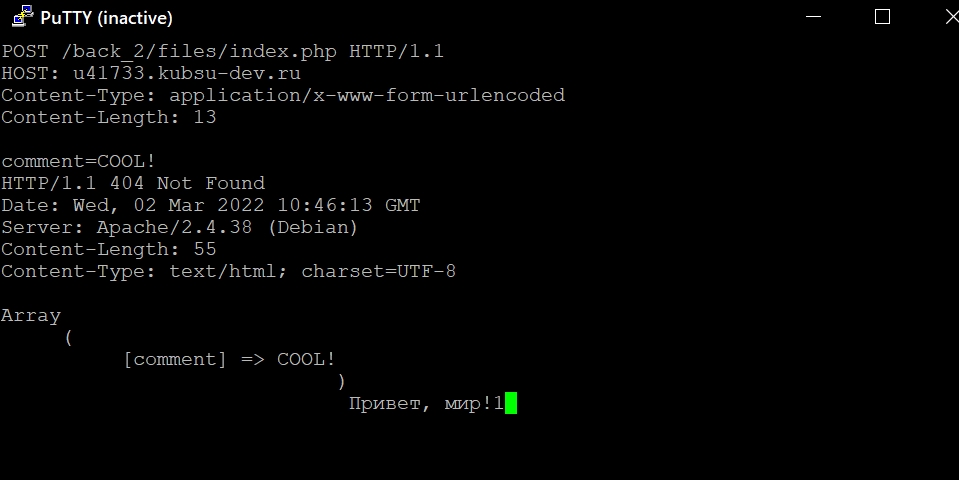 PuTTY (inactive)
POST /back_2/files/index.php HTTP/1.1
HOST: u41733.kubsu-dev.ru
Content-Type: application/x-www-form-urlencoded
Content-Length: 13
comment=COOL!
HTTP/1.1 404 Not Found
Date: Wed, 02 Mar 2022 10:46:13 GMT
Server: Apache/2.4.38 (Debian)
Content-Length: 55
Content-Type: text/html; charset=UTF-8
Array
(
[comment] => COOL!
)
Привет, мир!1